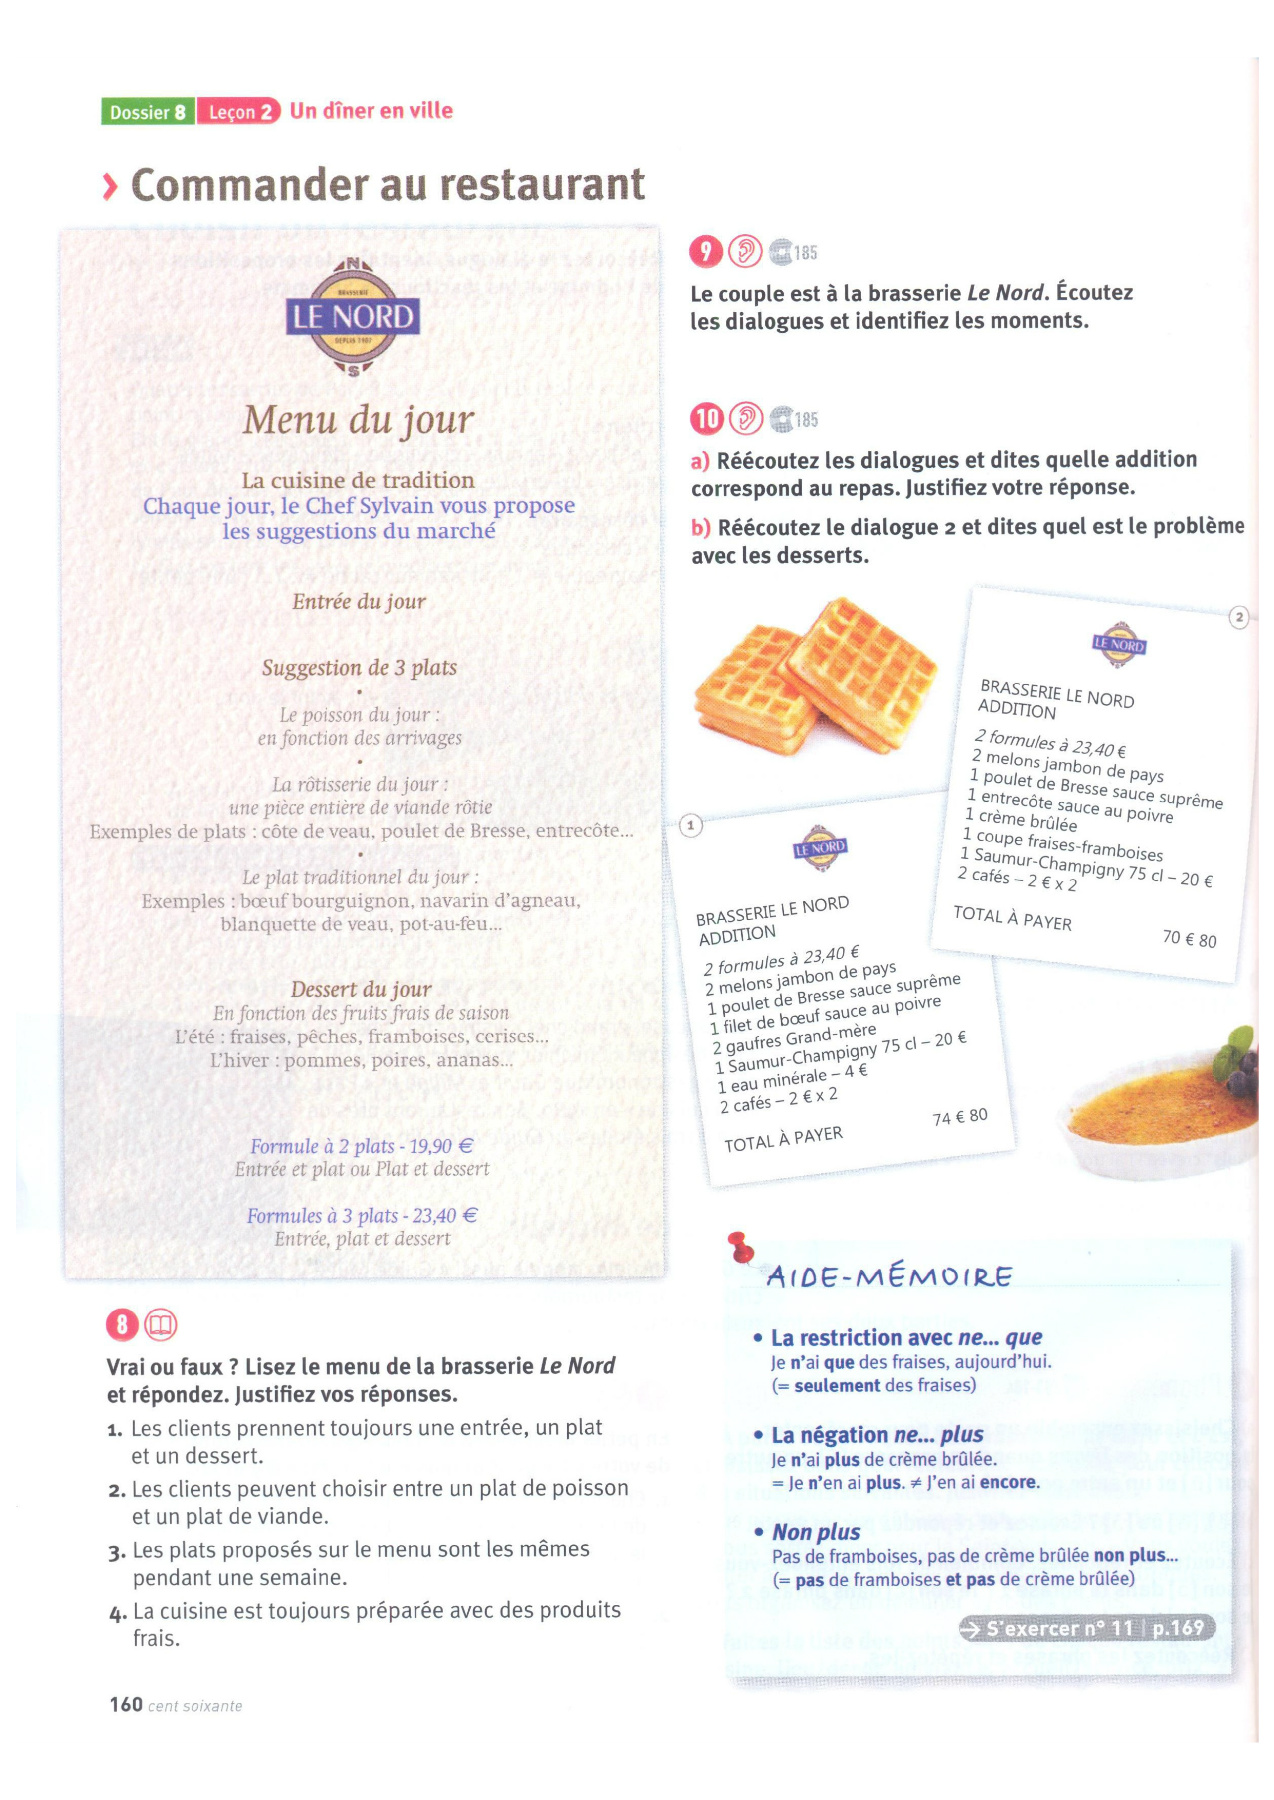 Dossier 8 Leçon 2 Un dîner en ville
› Commander au restaurant
N
BRASSERIE
LE NORD
DEPUIS 1907
S
Menu du jour
La cuisine de tradition
Chaque jour, le Chef Sylvain vous propose
les suggestions du marché
Entrée du jour
Suggestion de 3 plats
•
Le poisson du jour :
en fonction des arrivages
•
La rôtisserie du jour :
une pièce entière de viande rôtie
Exemples de plats : côte de veau, poulet de Bresse, entrecôte...
•
Le plat traditionnel du jour :
Exemples : bœuf bourguignon, navarin d'agneau,
blanquette de veau, pot-au-feu...
Dessert du jour
En fonction des fruits frais de saison
L'été : fraises, pêches, framboises, cerises...
L'hiver : pommes, poires, ananas...
Formule à 2 plats - 19,90 €
Entrée et plat ou Plat et dessert
Formules à 3 plats - 23,40 €
Entrée, plat et dessert
8
Vrai ou faux ? Lisez le menu de la brasserie Le Nord
et répondez. Justifiez vos réponses.
1. Les clients prennent toujours une entrée, un plat
et un dessert.
2. Les clients peuvent choisir entre un plat de poisson
et un plat de viande.
3. Les plats proposés sur le menu sont les mêmes
pendant une semaine.
4. La cuisine est toujours préparée avec des produits
frais.
9 185
Le couple est à la brasserie Le Nord. Écoutez
les dialogues et identifiez les moments.
10 185
a) Réécoutez les dialogues et dites quelle addition
correspond au repas. Justifiez votre réponse.
b) Réécoutez le dialogue 2 et dites quel est le problème
avec les desserts.
2
LE NORD
BRASSERIE LE NORD
ADDITION
2 formules à 23,40 €
2 melons jambon de pays
1 poulet de Bresse sauce suprême
1 entrecôte sauce au poivre
1 crème brûlée
1 coupe fraises-framboises
1 Saumur-Champigny 75 cl – 20 €
2 cafés – 2 € x 2
TOTAL À PAYER
70 € 80
1
LE NORD
BRASSERIE LE NORD
ADDITION
2 formules à 23,40 €
2 melons jambon de pays
1 poulet de Bresse sauce suprême
1 filet de bœuf sauce au poivre
2 gaufres Grand-mère
1 Saumur-Champigny 75 cl – 20 €
1 eau minérale – 4 €
2 cafés – 2 € x 2
TOTAL À PAYER
74 € 80
AIDE-MÉMOIRE
• La restriction avec ne... que
Je n'ai que des fraises, aujourd'hui.
(= seulement des fraises)
• La négation ne... plus
Je n'ai plus de crème brûlée.
= Je n'en ai plus. ≠ J'en ai encore.
• Non plus
Pas de framboises, pas de crème brûlée non plus...
(= pas de framboises et pas de crème brûlée)
→ S'exercer n° 11 | p.169
160 cent soixante